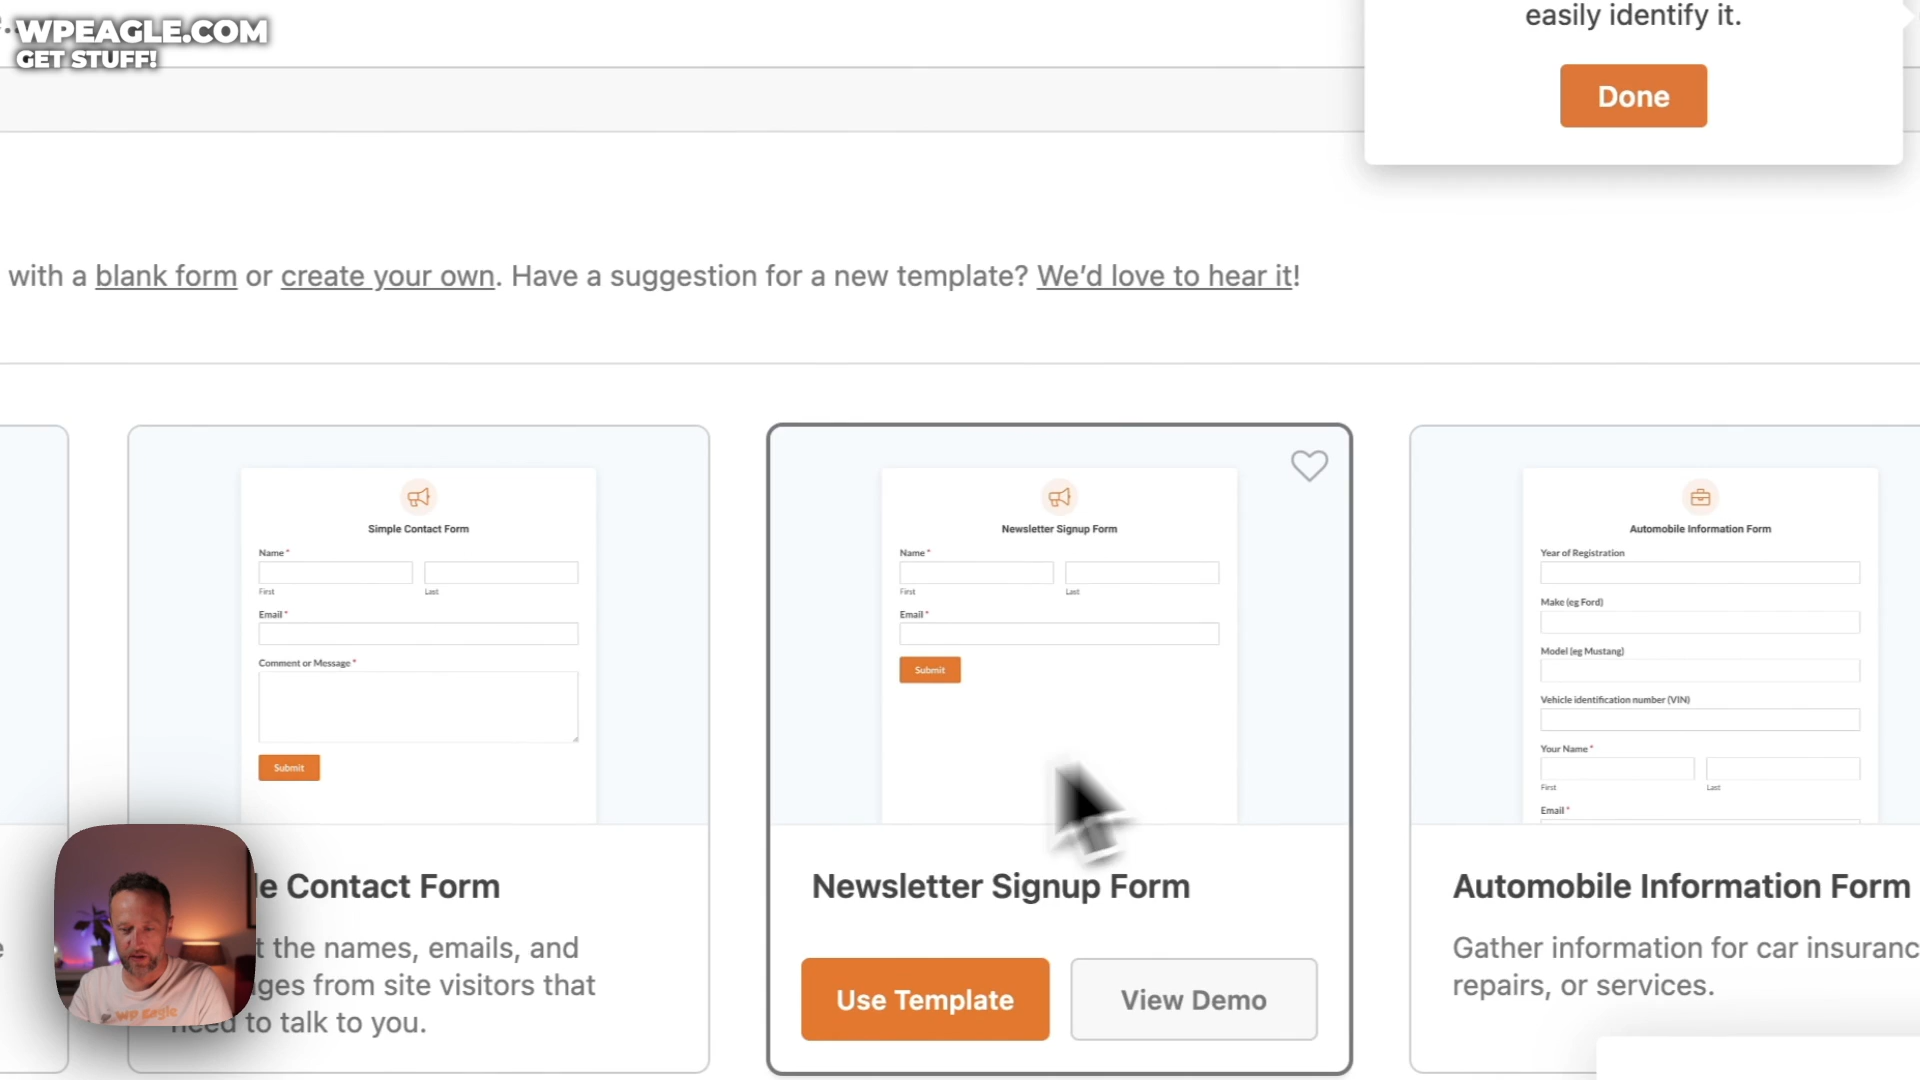 WPEAGLE.COM
GET STUFF!
easily identify it.
Done
with a blank form or create your own. Have a suggestion for a new template? We’d love to hear it!
Simple Contact Form
Name *
First
Last
Email *
Comment or Message *
Submit
Contact Form
the names, emails, and
from site visitors that
to talk to you.
Newsletter Signup Form
Name *
First
Last
Email *
Submit
Newsletter Signup Form
Use Template
View Demo
Automobile Information Form
Year of Registration
Make (eg Ford)
Model (eg Mustang)
Vehicle identification number (VIN)
Your Name *
First
Last
Email *
Automobile Information Form
Gather information for car insuranc
repairs, or services.
wp eagle